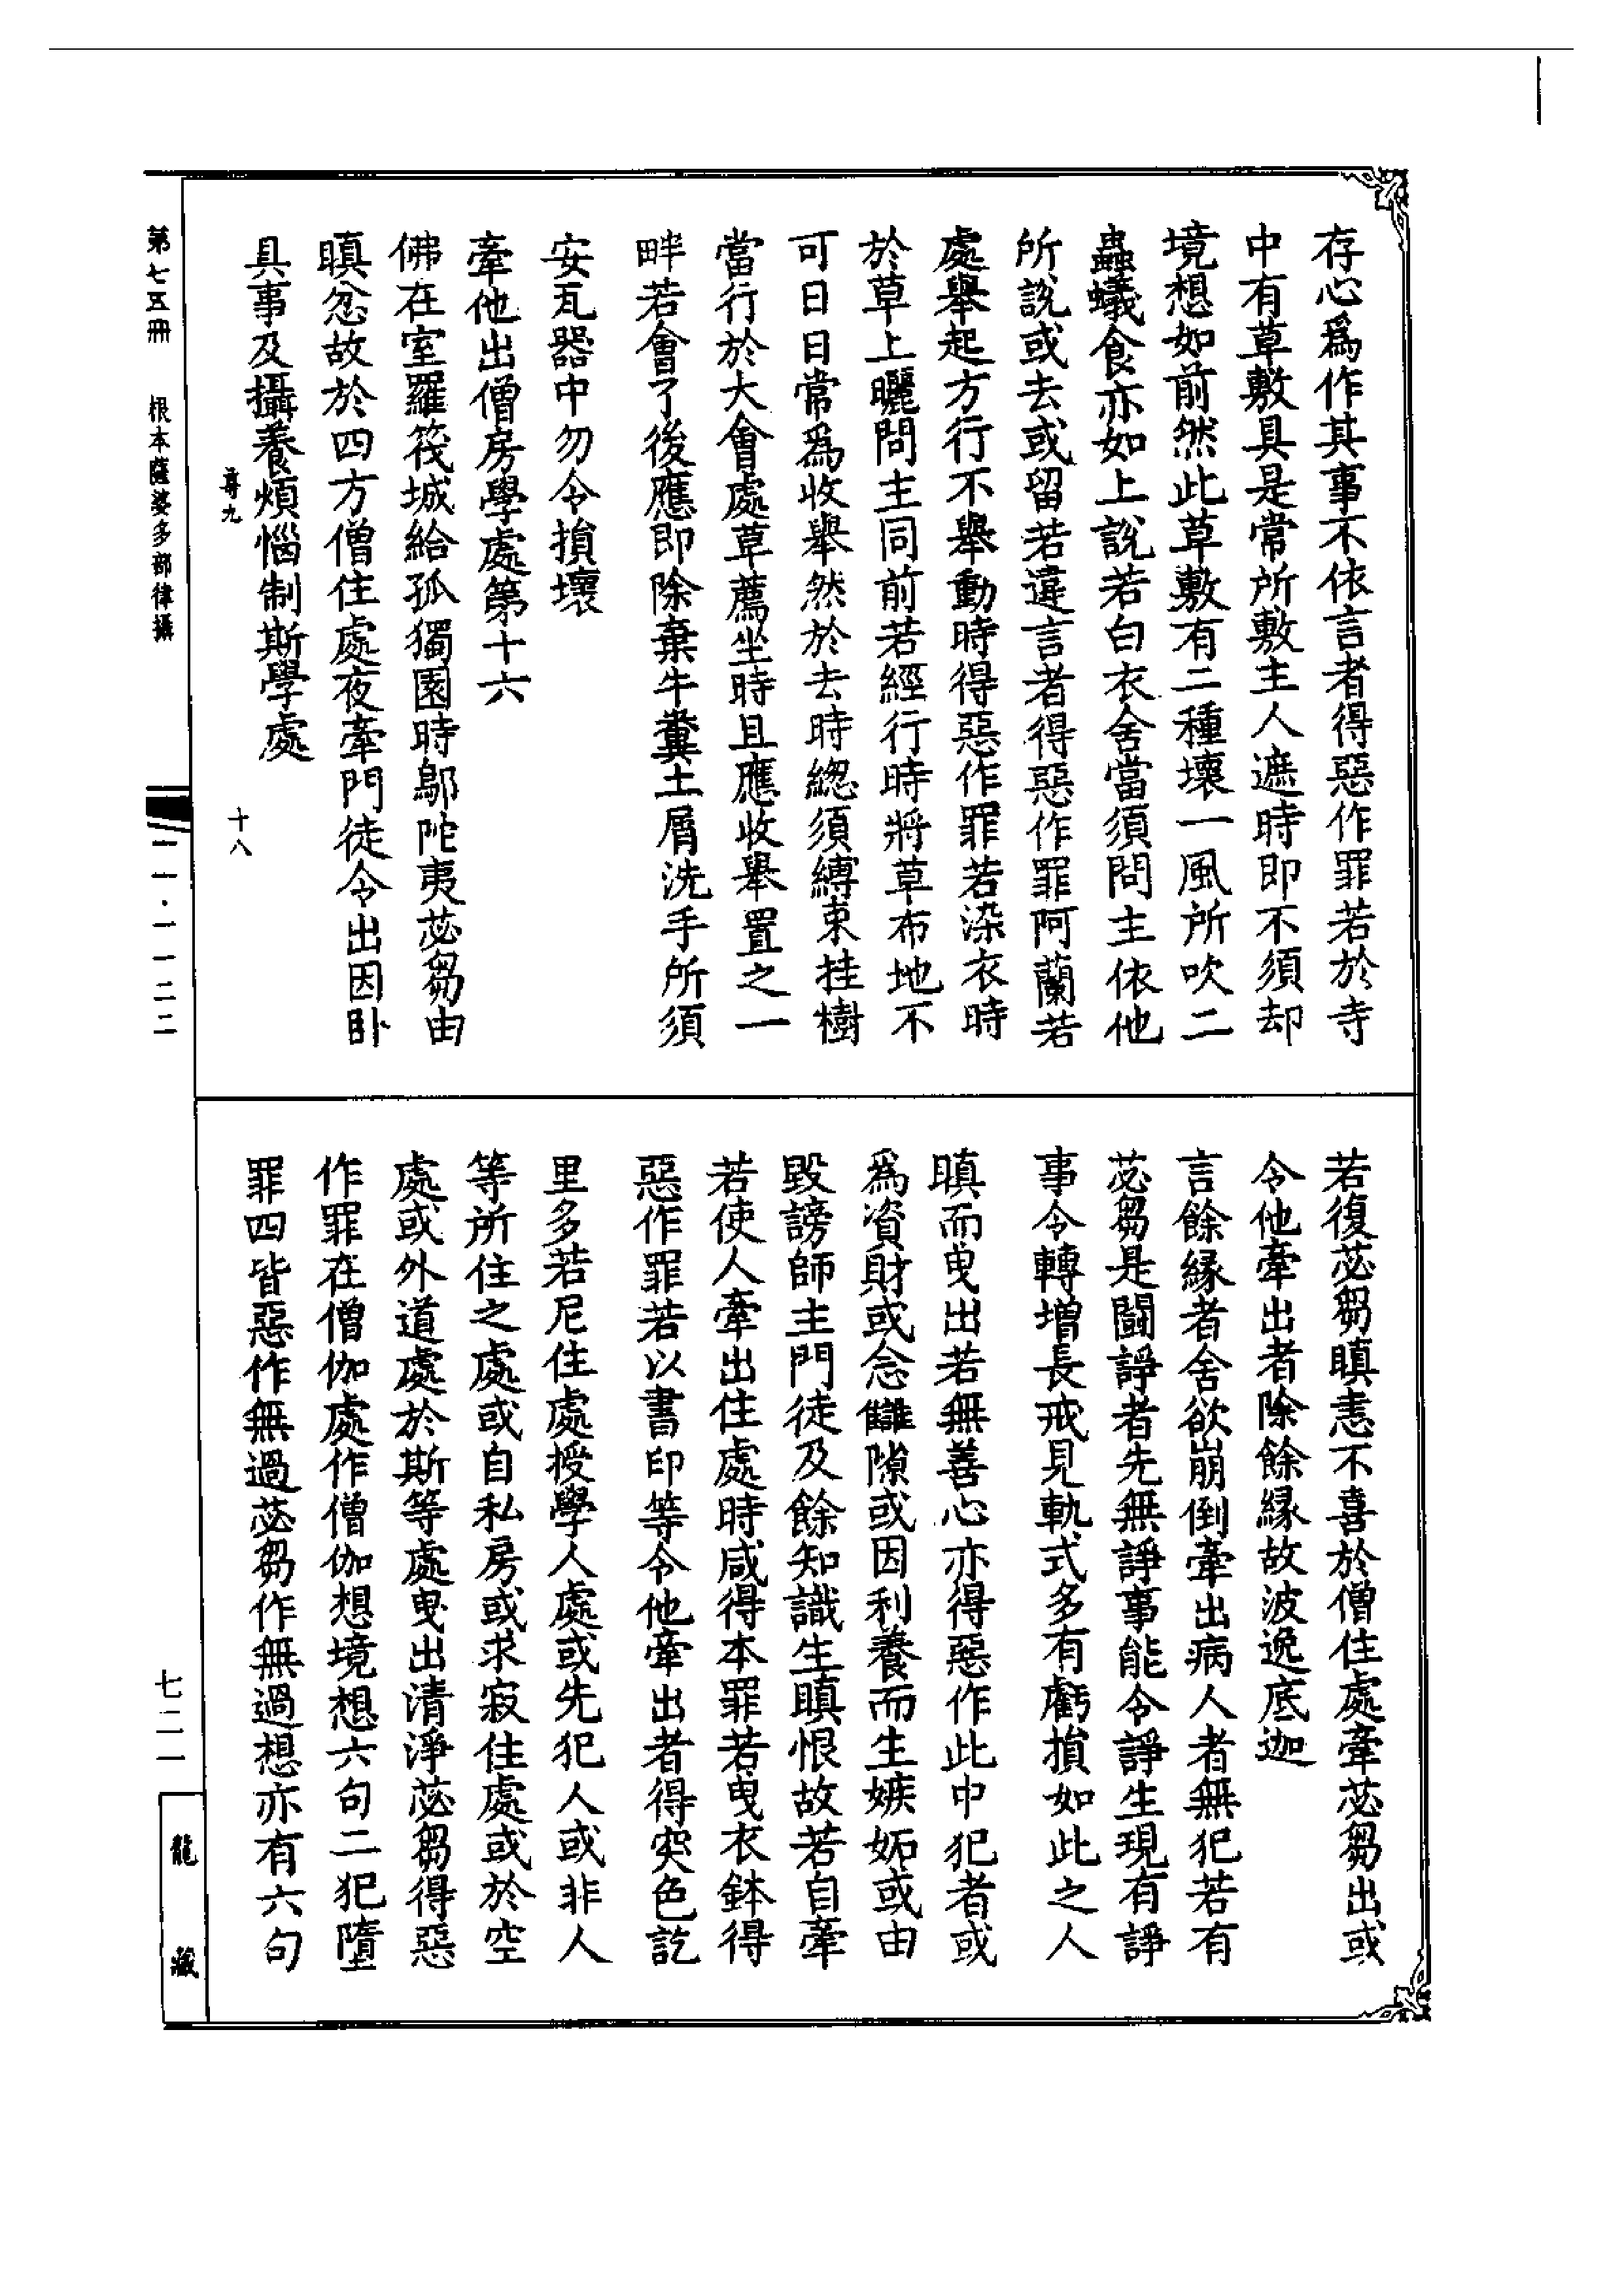 存心爲作其事不依言者得惡作罪若於寺
中有草敷具是常所敷主人遮時即不須却
境想如前然此草敷有二種壞一風所吹二
蟲蟻食亦如上說若白衣舍當須問主依他
所說或去或留若違言者得惡作罪阿蘭若
處舉起方行不舉動時得惡作罪若染衣時
於草上曬問主同前若經行時將草布地不
可日日常爲收舉然於去時總須縛束挂樹
當行於大會處草薦坐時且應收舉置之一
畔若會了後應即除棄牛糞土屑洗手所須
安瓦器中勿令損壞
牽他出僧房學處第十六
佛在室羅筏城給孤獨園時鄔陀夷苾芻由
瞋忿故於四方僧住處夜牽門徒令出因卧
具事及攝養煩惱制斯學處
若復苾芻瞋恚不喜於僧住處牽苾芻出或
令他牽出者除餘緣故波逸底迦
言餘緣者舍欲崩倒牽出病人者無犯若有
苾芻是鬪諍者先無諍事能令諍生現有諍
事令轉增長戒見軌式多有虧損如此之人
瞋而曳出若無善心亦得惡作此中犯者或
爲資財或念讎隙或因利養而生嫉妬或由
毀謗師主門徒及餘知識生瞋恨故若自牽
若使人牽出住處時咸得本罪若曳衣鉢得
惡作罪若以書印等令他牽出者得突色訖
里多若尼住處授學人處或先犯人或非人
等所住之處或自私房或求寂住處或於空
處或外道處於斯等處曳出清淨苾芻得惡
作罪在僧伽處作僧伽想境想六句二犯墮
罪四皆惡作無過苾芻作無過想亦有六句
尊九
十八
第七五冊
根本薩婆多部律攝
一一·一一二二
七二一
龍藏